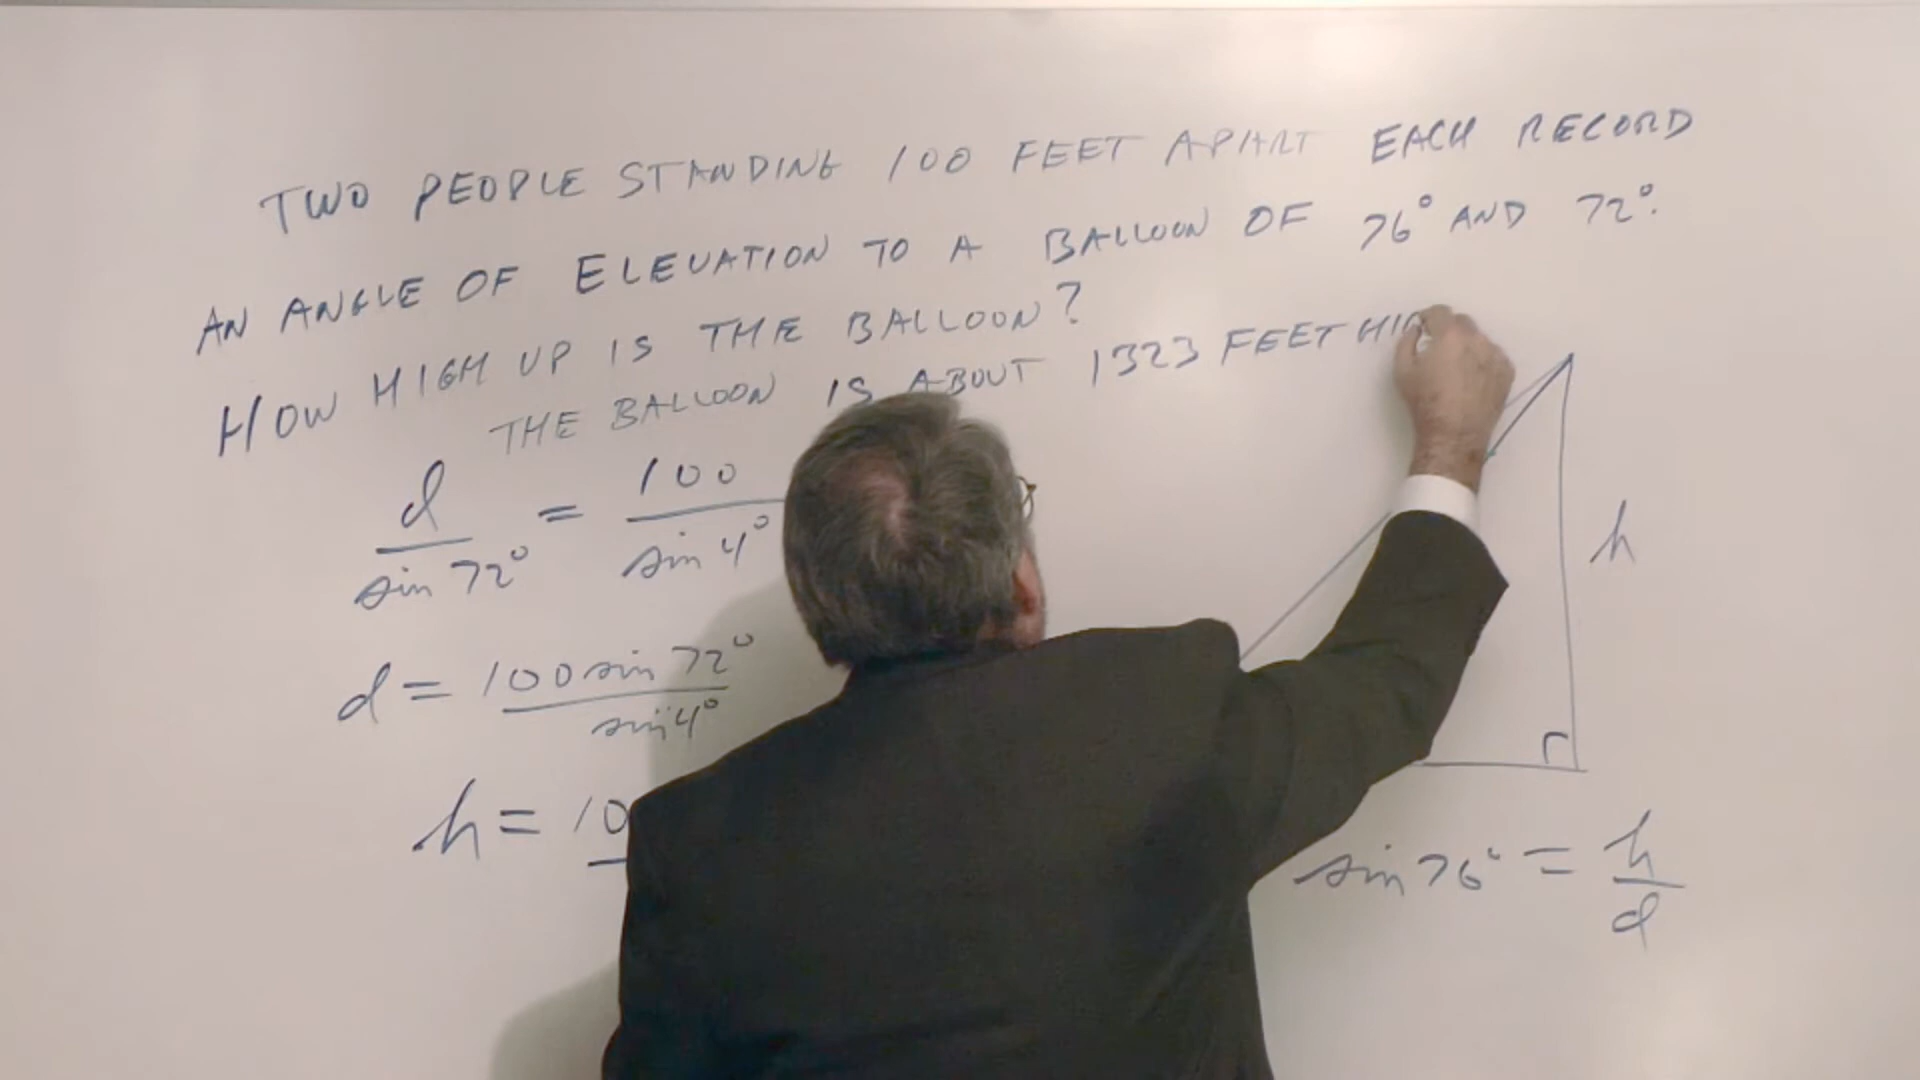 TWO PEOPLE STANDING 100 FEET APART EACH RECORD
AN ANGLE OF ELEVATION TO A BALLOON OF 76° AND 72°.
HOW HIGH UP IS THE BALLOON?
THE BALLOON IS ABOUT 1323 FEET HIG
d/sin 72° = 100/sin 4°
d = 100 sin 72°/sin 4°
h = 10
h
sin 76° = h/d